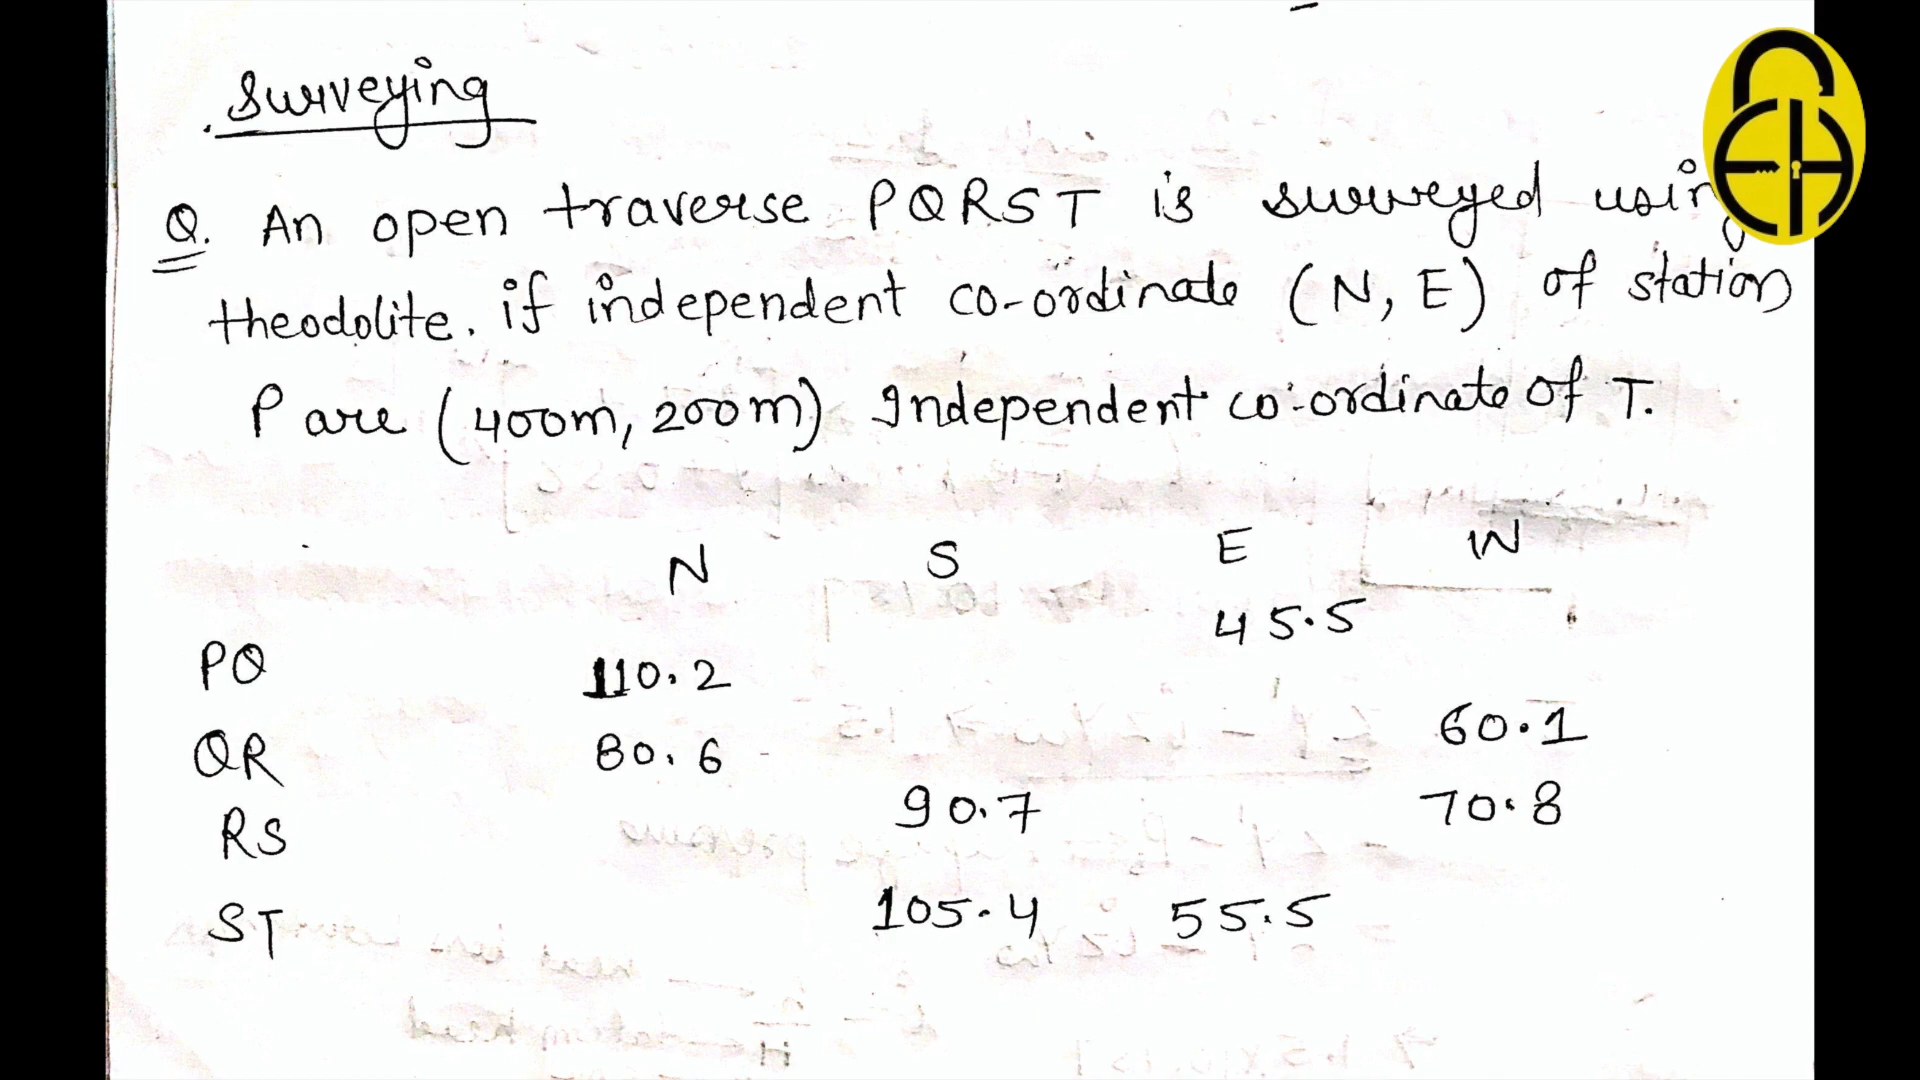 Surveying
Q. An open traverse PQRST is surveyed using
theodolite. if independent co-ordinate (N, E) of station
P are (400m, 200m) Independent co-ordinate of T.
N S E W
PQ 110.2 45.5
QR 80.6 60.1
RS 90.7 70.8
ST 105.4 55.5